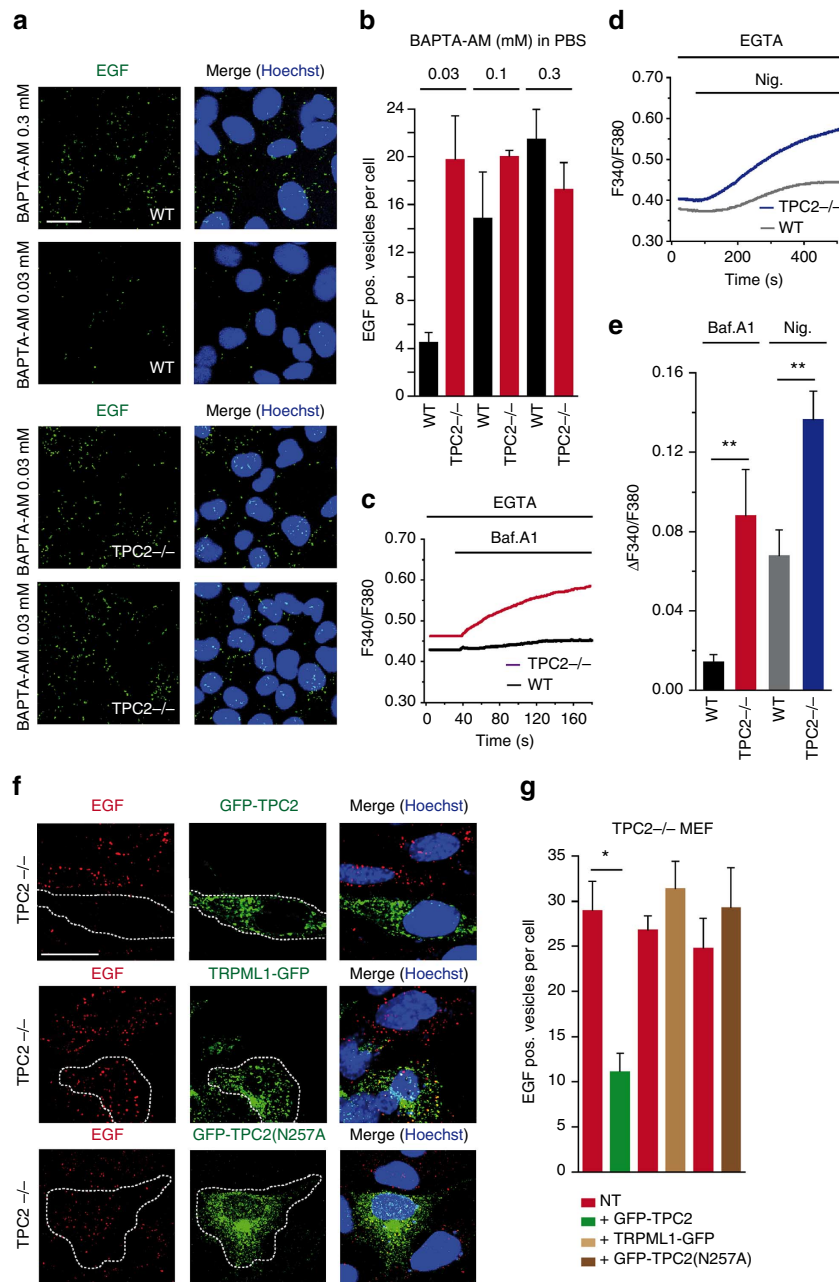 a
EGF
Merge (Hoechst)
BAPTA-AM 0.3 mM
WT
BAPTA-AM 0.03 mM
WT
EGF
Merge (Hoechst)
BAPTA-AM 0.03 mM
TPC2–/–
BAPTA-AM 0.03 mM
TPC2–/–
b
BAPTA-AM (mM) in PBS
0.03 0.1 0.3
EGF pos. vesicles per cell
24
20
16
12
8
4
0
WT TPC2–/– WT TPC2–/– WT TPC2–/–
c
EGTA
Baf.A1
F340/F380
0.70
0.60
0.50
0.40
0.30
TPC2–/–
WT
0 40 80 120 160
Time (s)
d
EGTA
Nig.
F340/F380
0.70
0.60
0.50
0.40
0.30
TPC2–/–
WT
0 200 400
Time (s)
e
Baf.A1 Nig.
ΔF340/F380
0.16
0.12
0.08
0.04
0.00
**
**
WT TPC2–/– WT TPC2–/–
f
EGF GFP-TPC2 Merge (Hoechst)
TPC2 –/–
EGF TRPML1-GFP Merge (Hoechst)
TPC2 –/–
EGF GFP-TPC2(N257A Merge (Hoechst)
TPC2 –/–
g
TPC2–/– MEF
EGF pos. vesicles per cell
35
30
25
20
15
10
5
0
*
NT
+ GFP-TPC2
+ TRPML1-GFP
+ GFP-TPC2(N257A)